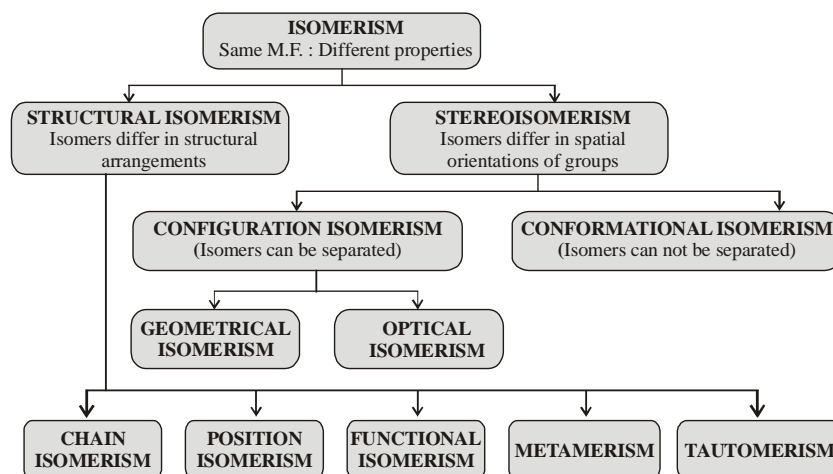 ISOMERISM
Same M.F. : Different properties
STRUCTURAL ISOMERISM
Isomers differ in structural
arrangements
STEREOISOMERISM
Isomers differ in spatial
orientations of groups
CONFIGURATION ISOMERISM
(Isomers can be separated)
CONFORMATIONAL ISOMERISM
(Isomers can not be separated)
GEOMETRICAL
ISOMERISM
OPTICAL
ISOMERISM
CHAIN
ISOMERISM
POSITION
ISOMERISM
FUNCTIONAL
ISOMERISM
METAMERISM
TAUTOMERISM